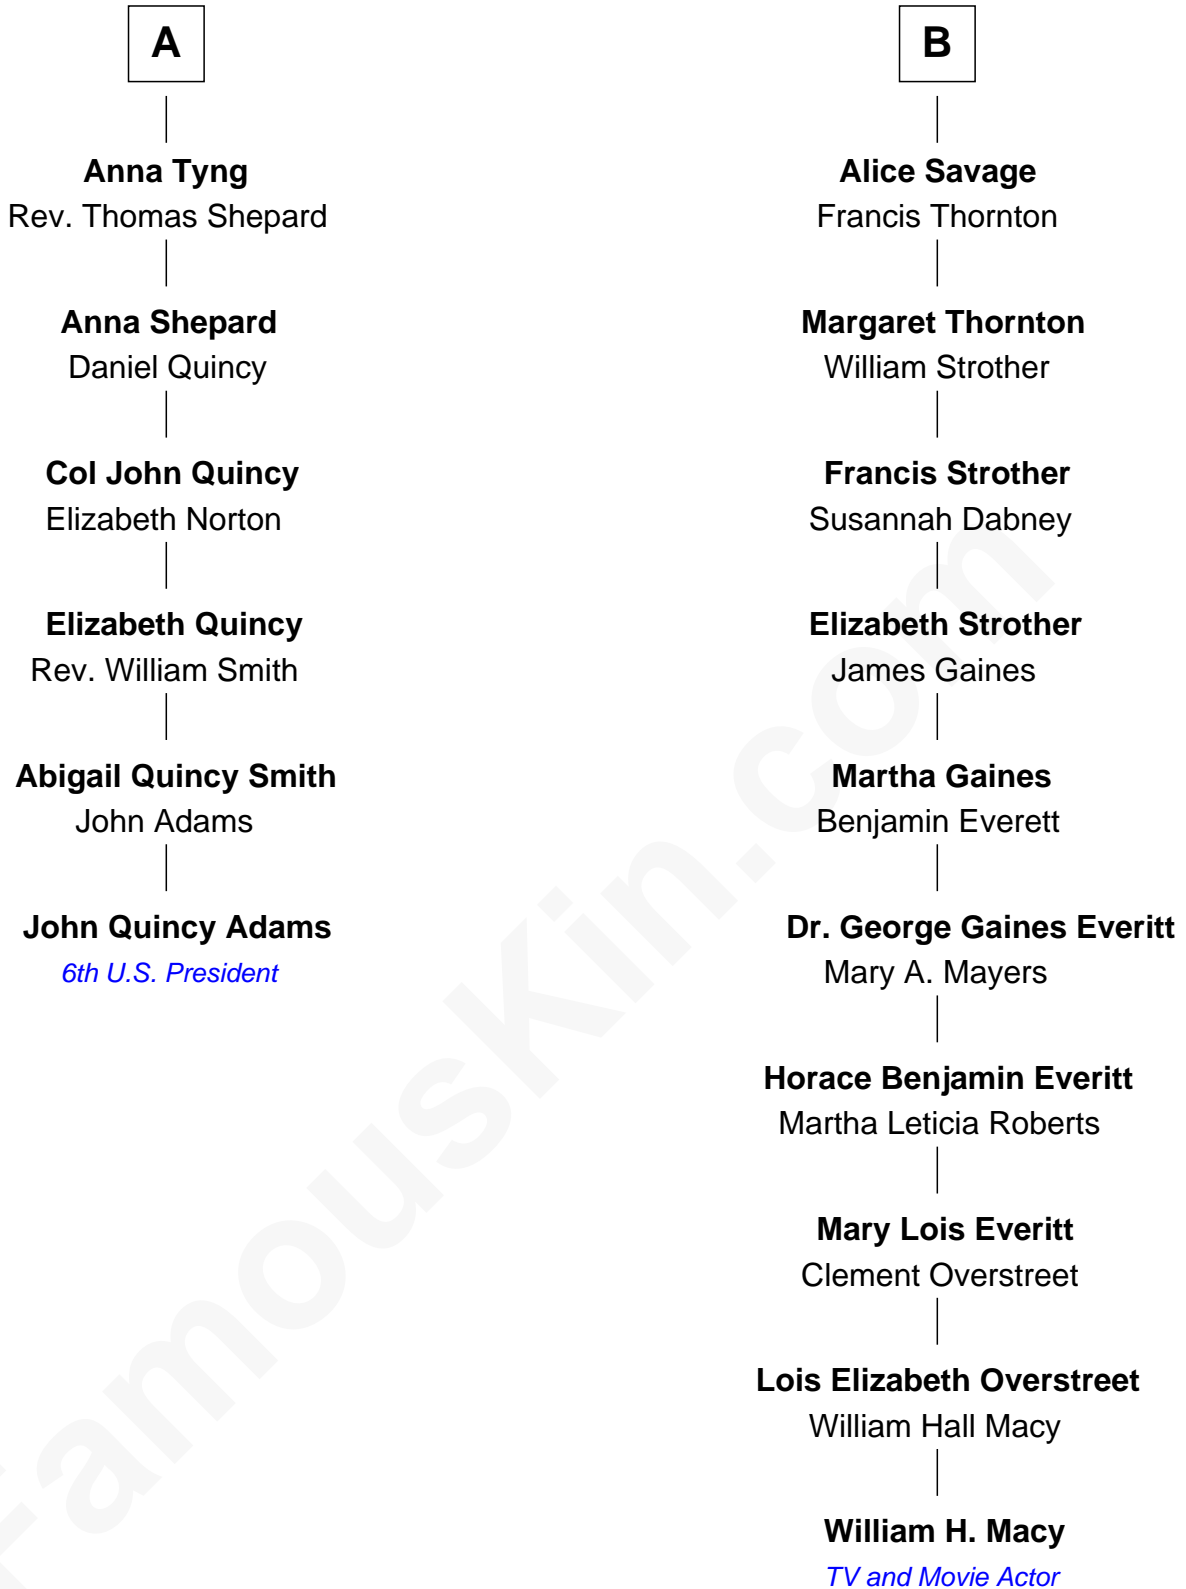 A
Anna Tyng
Rev. Thomas Shepard
Anna Shepard
Daniel Quincy
Col John Quincy
Elizabeth Norton
Elizabeth Quincy
Rev. William Smith
Abigail Quincy Smith
John Adams
John Quincy Adams
6th U.S. President
B
Alice Savage
Francis Thornton
Margaret Thornton
William Strother
Francis Strother
Susannah Dabney
Elizabeth Strother
James Gaines
Martha Gaines
Benjamin Everett
Dr. George Gaines Everitt
Mary A. Mayers
Horace Benjamin Everitt
Martha Leticia Roberts
Mary Lois Everitt
Clement Overstreet
Lois Elizabeth Overstreet
William Hall Macy
William H. Macy
TV and Movie Actor
FamousKin.com